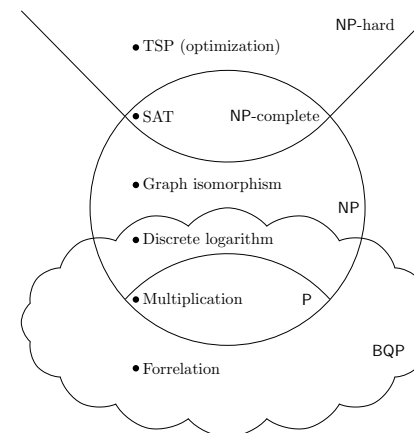 NP-hard
TSP (optimization)
SAT
NP-complete
Graph isomorphism
NP
Discrete logarithm
Multiplication
P
BQP
Forrelation